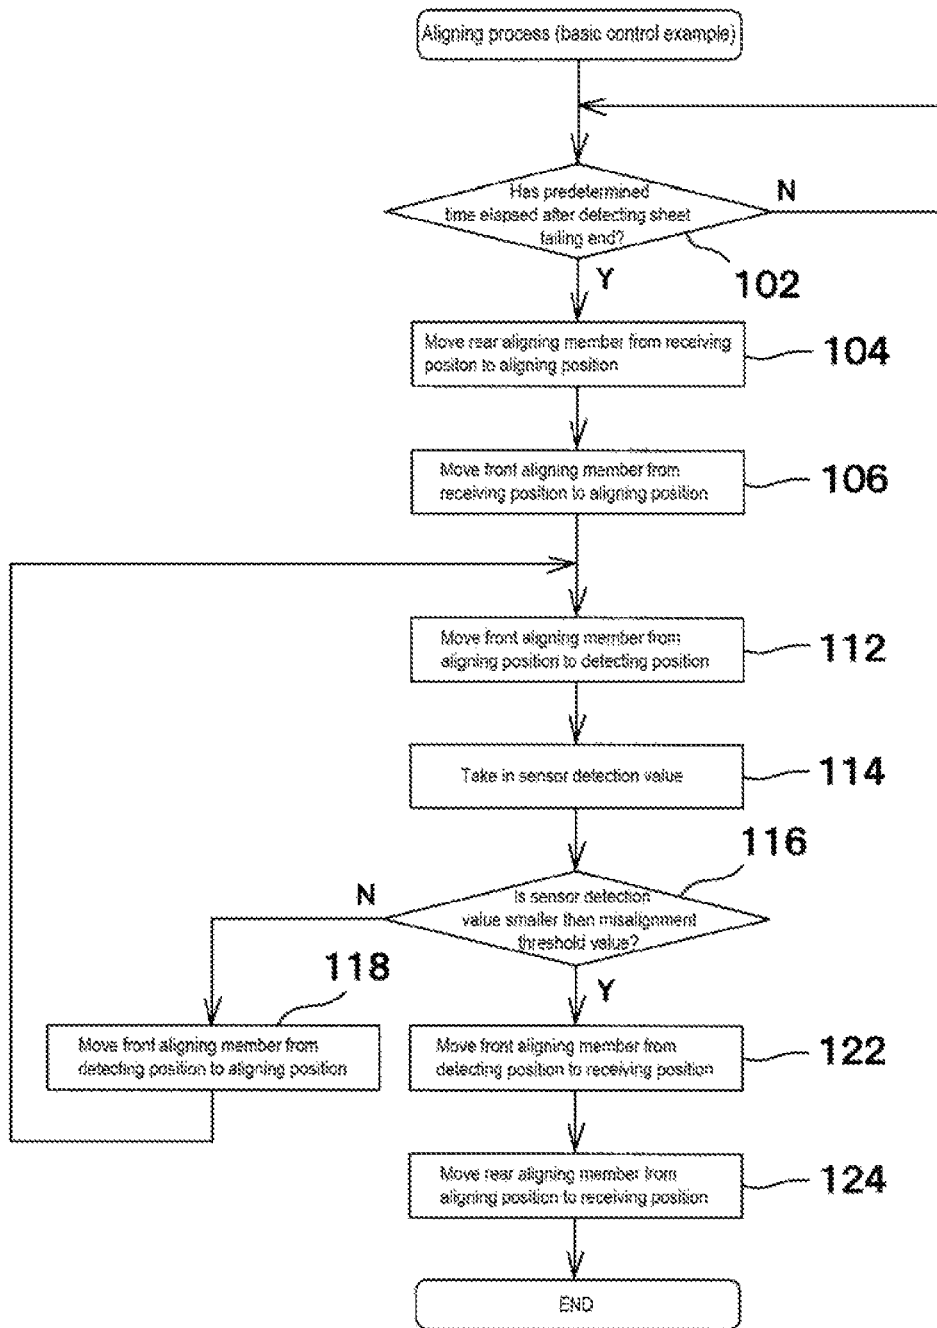 Aligning process (basic control example)
Has predetermined
time elapsed after detecting sheet
failing end?
N
102
Y
Move rear aligning member from receiving
positon to aligning position
104
Move front aligning member from
receiving position to aligning position
106
Move front aligning member from
aligning position to detecting position
112
Take in sensor detection value
114
116
Is sensor detection
value smaller than misalignment
threshold value?
N
Y
118
Move front aligning member from
detecting position to aligning position
Move front aligning member from
detecting position to receiving position
122
Move rear aligning member from
aligning position to receiving position
124
END